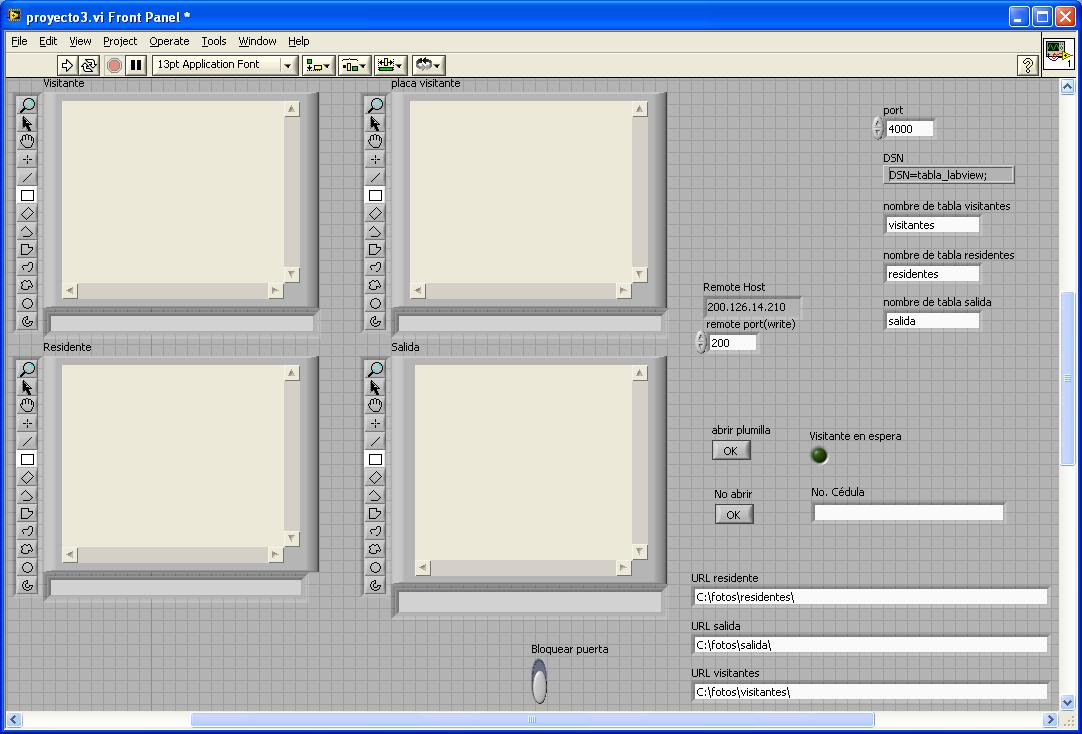 proyecto3.vi Front Panel *
File Edit View Project Operate Tools Window Help
13pt Application Font
?
1
Visitante
placa visitante
port
4000
DSN
DSN=tabla_labview;
nombre de tabla visitantes
visitantes
nombre de tabla residentes
residentes
nombre de tabla salida
salida
Remote Host
200.126.14.210
remote port(write)
200
Residente
Salida
abrir plumilla
OK
Visitante en espera
No abrir
OK
No. Cédula
URL residente
C:\fotos\residentes\
URL salida
C:\fotos\salida\
URL visitantes
C:\fotos\visitantes\
Bloquear puerta